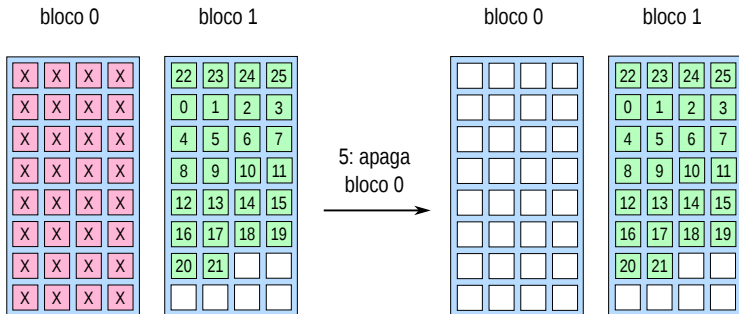 bloco 0 bloco 1 bloco 0 bloco 1
X X X X 22 23 24 25 22 23 24 25
X X X X 0 1 2 3 0 1 2 3
X X X X 4 5 6 7 4 5 6 7
X X X X 8 9 10 11 8 9 10 11
X X X X 12 13 14 15 12 13 14 15
X X X X 16 17 18 19 16 17 18 19
X X X X 20 21 20 21
X X X X
5: apaga
bloco 0